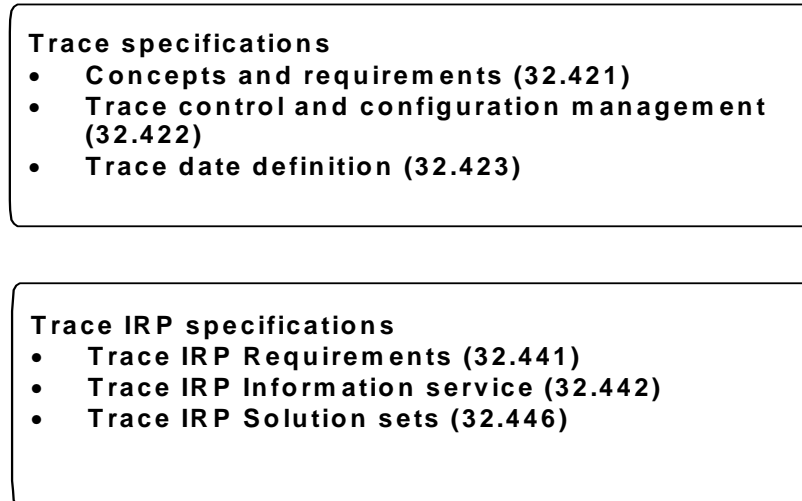 Trace specifications
• Concepts and requirements (32.421)
• Trace control and configuration management
(32.422)
• Trace date definition (32.423)
Trace IRP specifications
• Trace IRP Requirements (32.441)
• Trace IRP Information service (32.442)
• Trace IRP Solution sets (32.446)